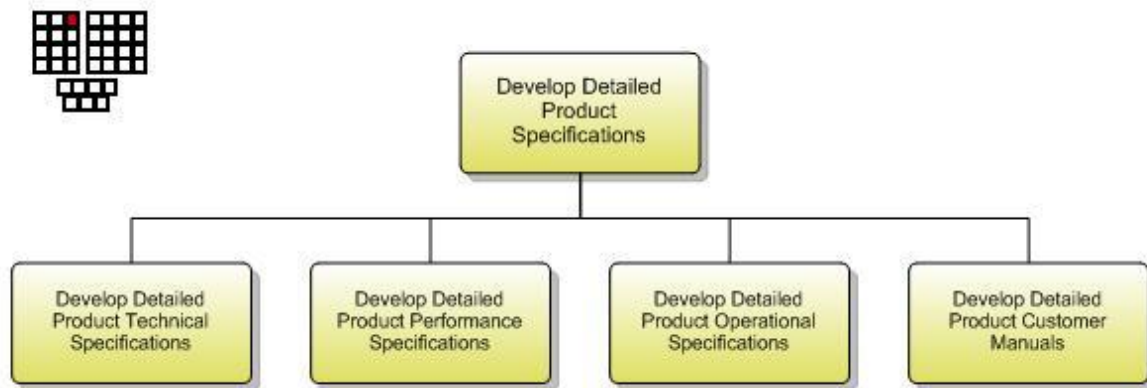 Develop Detailed
Product
Specifications
Develop Detailed
Product Technical
Specifications
Develop Detailed
Product Performance
Specifications
Develop Detailed
Product Operational
Specifications
Develop Detailed
Product Customer
Manuals